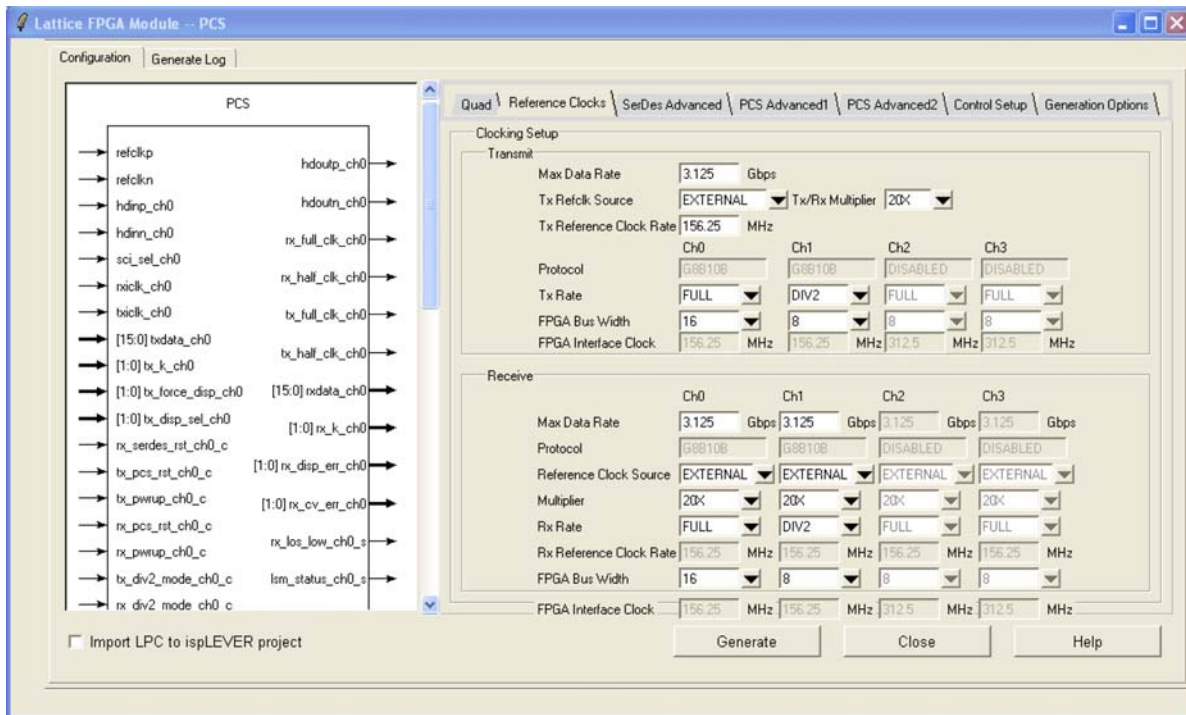 Lattice FPGA Module -- PCS
Configuration Generate Log
PCS
refclkp
refclkn
hdinp_ch0
hdinn_ch0
sci_sel_ch0
rxiclk_ch0
txiclk_ch0
[15:0] txdata_ch0
[1:0] tx_k_ch0
[1:0] tx_force_disp_ch0
[1:0] tx_disp_sel_ch0
rx_serdes_rst_ch0_c
tx_pcs_rst_ch0_c
tx_pwrup_ch0_c
rx_pcs_rst_ch0_c
rx_pwrup_ch0_c
tx_div2_mode_ch0_c
rx_div2_mode_ch0_c
hdoutp_ch0
hdoutn_ch0
rx_full_clk_ch0
rx_half_clk_ch0
tx_full_clk_ch0
tx_half_clk_ch0
[15:0] rxdata_ch0
[1:0] rx_k_ch0
[1:0] rx_disp_err_ch0
[1:0] rx_cv_err_ch0
rx_los_low_ch0_s
lsm_status_ch0_s
Quad Reference Clocks SerDes Advanced PCS Advanced1 PCS Advanced2 Control Setup Generation Options
Clocking Setup
Transmit
Max Data Rate 3.125 Gbps
Tx Refclk Source EXTERNAL Tx/Rx Multiplier 20X
Tx Reference Clock Rate 156.25 MHz
Ch0 Ch1 Ch2 Ch3
Protocol G8B10B G8B10B DISABLED DISABLED
Tx Rate FULL DIV2 FULL FULL
FPGA Bus Width 16 8 8 8
FPGA Interface Clock 156.25 MHz 156.25 MHz 312.5 MHz 312.5 MHz
Receive
Ch0 Ch1 Ch2 Ch3
Max Data Rate 3.125 Gbps 3.125 Gbps 3.125 Gbps 3.125 Gbps
Protocol G8B10B G8B10B DISABLED DISABLED
Reference Clock Source EXTERNAL EXTERNAL EXTERNAL EXTERNAL
Multiplier 20X 20X 20X 20X
Rx Rate FULL DIV2 FULL FULL
Rx Reference Clock Rate 156.25 MHz 156.25 MHz 156.25 MHz 156.25 MHz
FPGA Bus Width 16 8 8 8
FPGA Interface Clock 156.25 MHz 156.25 MHz 312.5 MHz 312.5 MHz
Import LPC to ispLEVER project
Generate Close Help